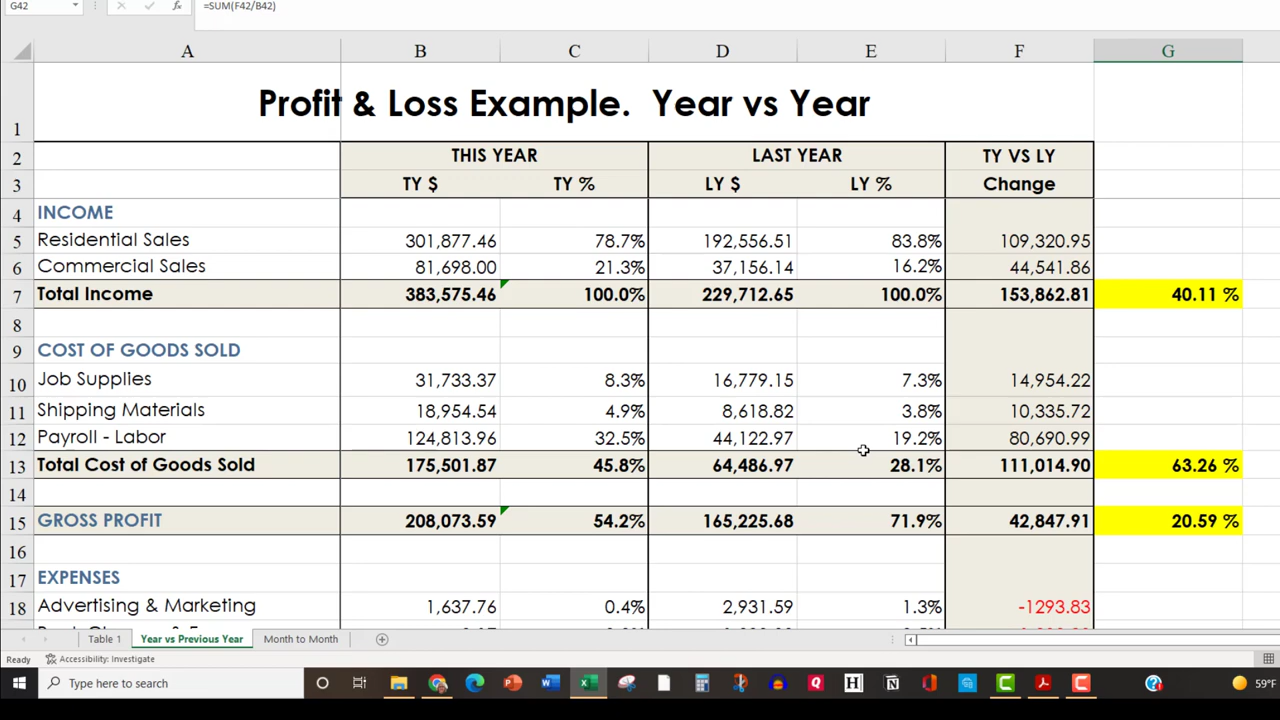 G42 fx =SUM(F42/B42)
A B C D E F G
1 Profit & Loss Example. Year vs Year
2 THIS YEAR LAST YEAR TY VS LY
3 TY $ TY % LY $ LY % Change
4 INCOME
5 Residential Sales 301,877.46 78.7% 192,556.51 83.8% 109,320.95
6 Commercial Sales 81,698.00 21.3% 37,156.14 16.2% 44,541.86
7 Total Income 383,575.46 100.0% 229,712.65 100.0% 153,862.81 40.11 %
8
9 COST OF GOODS SOLD
10 Job Supplies 31,733.37 8.3% 16,779.15 7.3% 14,954.22
11 Shipping Materials 18,954.54 4.9% 8,618.82 3.8% 10,335.72
12 Payroll - Labor 124,813.96 32.5% 44,122.97 19.2% 80,690.99
13 Total Cost of Goods Sold 175,501.87 45.8% 64,486.97 28.1% 111,014.90 63.26 %
14
15 GROSS PROFIT 208,073.59 54.2% 165,225.68 71.9% 42,847.91 20.59 %
16
17 EXPENSES
18 Advertising & Marketing 1,637.76 0.4% 2,931.59 1.3% -1293.83
Table 1 Year vs Previous Year Month to Month
Ready Accessibility: Investigate
Type here to search 59°F